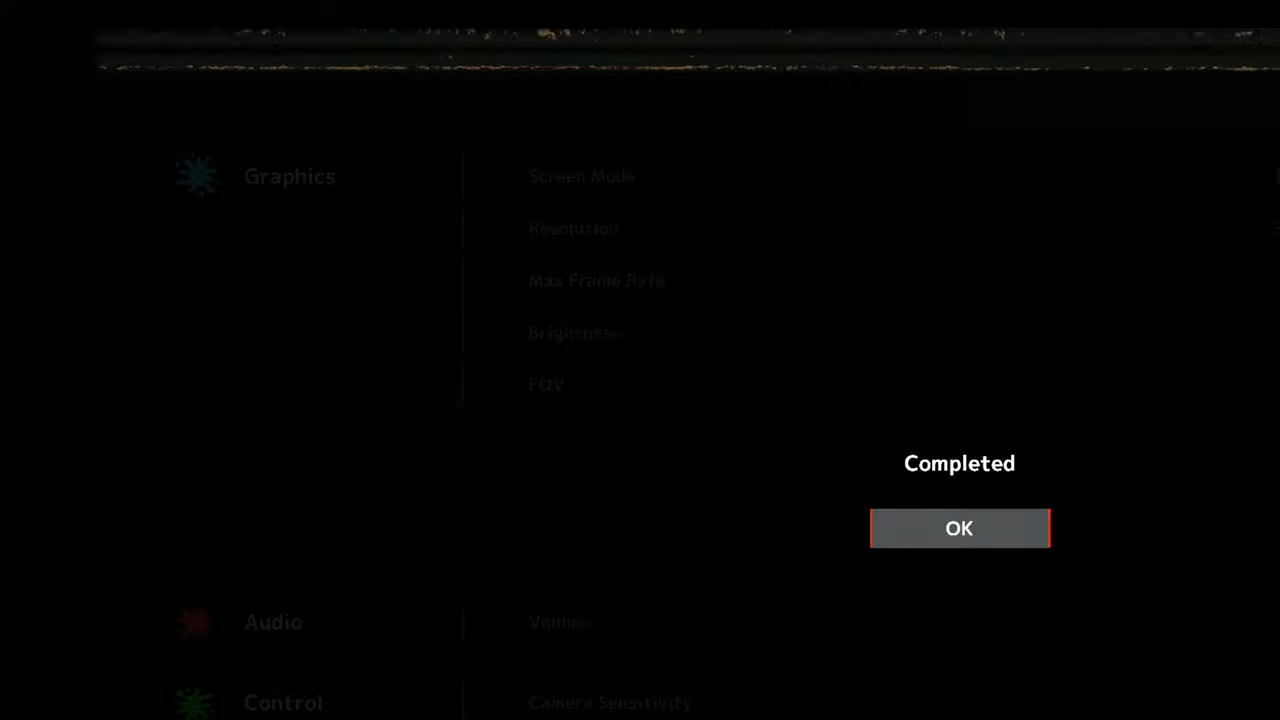 Graphics
Screen Mode
Resolution
Max Frame Rate
Brightness
FOV
Completed
OK
Audio
Volume
Control
Camera Sensitivity